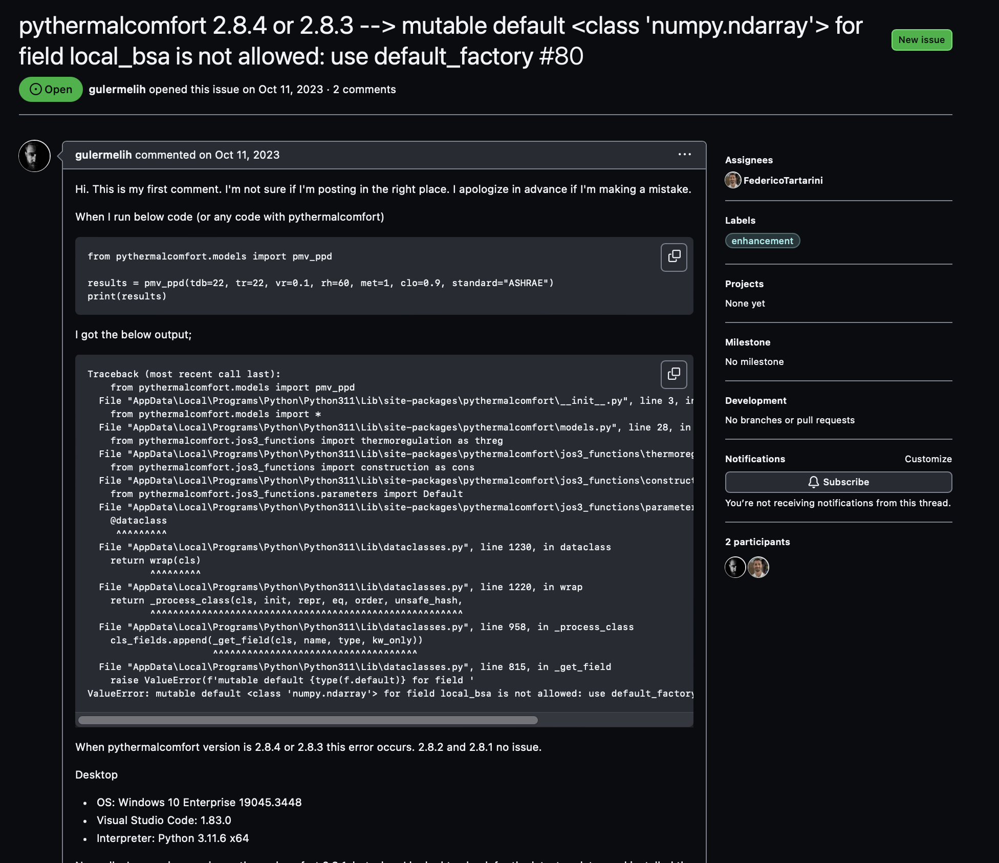 pythermalcomfort 2.8.4 or 2.8.3 --> mutable default <class 'numpy.ndarray'> for
field local_bsa is not allowed: use default_factory #80
New issue
Open gulermelih opened this issue on Oct 11, 2023 · 2 comments
gulermelih commented on Oct 11, 2023
Hi. This is my first comment. I'm not sure if I'm posting in the right place. I apologize in advance if I'm making a mistake.
When I run below code (or any code with pythermalcomfort)
from pythermalcomfort.models import pmv_ppd
results = pmv_ppd(tdb=22, tr=22, vr=0.1, rh=60, met=1, clo=0.9, standard="ASHRAE")
print(results)
I got the below output;
Traceback (most recent call last):
    from pythermalcomfort.models import pmv_ppd
  File "AppData\Local\Programs\Python\Python311\Lib\site-packages\pythermalcomfort\__init__.py", line 3, in
    from pythermalcomfort.models import *
  File "AppData\Local\Programs\Python\Python311\Lib\site-packages\pythermalcomfort\models.py", line 28, in
    from pythermalcomfort.jos3_functions import thermoregulation as threg
  File "AppData\Local\Programs\Python\Python311\Lib\site-packages\pythermalcomfort\jos3_functions\thermoreg
    from pythermalcomfort.jos3_functions import construction as cons
  File "AppData\Local\Programs\Python\Python311\Lib\site-packages\pythermalcomfort\jos3_functions\construct
    from pythermalcomfort.jos3_functions.parameters import Default
  File "AppData\Local\Programs\Python\Python311\Lib\site-packages\pythermalcomfort\jos3_functions\parameter
    @dataclass
     ^^^^^^^^^
  File "AppData\Local\Programs\Python\Python311\Lib\dataclasses.py", line 1230, in dataclass
    return wrap(cls)
           ^^^^^^^^^
  File "AppData\Local\Programs\Python\Python311\Lib\dataclasses.py", line 1220, in wrap
    return _process_class(cls, init, repr, eq, order, unsafe_hash,
           ^^^^^^^^^^^^^^^^^^^^^^^^^^^^^^^^^^^^^^^^^^^^^^^^^^^^^^^
  File "AppData\Local\Programs\Python\Python311\Lib\dataclasses.py", line 958, in _process_class
    cls_fields.append(_get_field(cls, name, type, kw_only))
                      ^^^^^^^^^^^^^^^^^^^^^^^^^^^^^^^^^^^^
  File "AppData\Local\Programs\Python\Python311\Lib\dataclasses.py", line 815, in _get_field
    raise ValueError(f'mutable default {type(f.default)} for field '
ValueError: mutable default <class 'numpy.ndarray'> for field local_bsa is not allowed: use default_factory
When pythermalcomfort version is 2.8.4 or 2.8.3 this error occurs. 2.8.2 and 2.8.1 no issue.
Desktop
• OS: Windows 10 Enterprise 19045.3448
• Visual Studio Code: 1.83.0
• Interpreter: Python 3.11.6 x64
Assignees
FedericoTartarini
Labels
enhancement
Projects
None yet
Milestone
No milestone
Development
No branches or pull requests
Notifications Customize
Subscribe
You're not receiving notifications from this thread.
2 participants